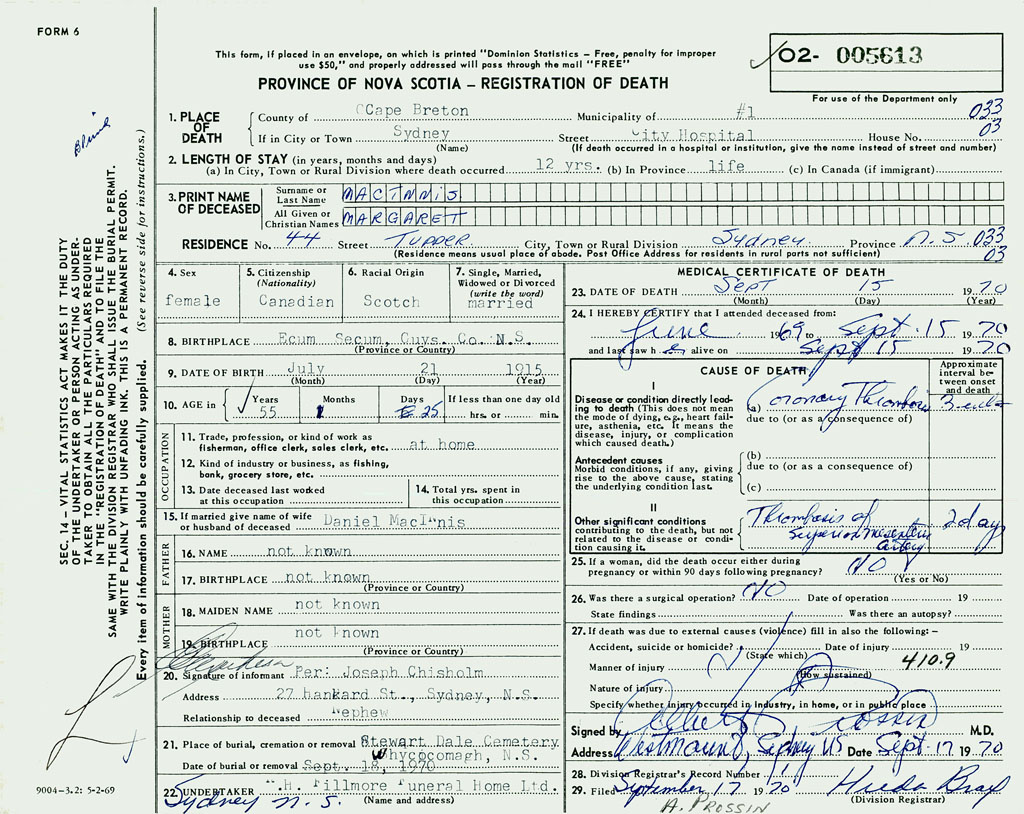 FORM 6
This form, if placed in an envelope, on which is printed "Dominion Statistics — Free, penalty for improper
use $50," and properly addressed will pass through the mail "FREE"
O2- 005613
PROVINCE OF NOVA SCOTIA — REGISTRATION OF DEATH
For use of the Department only
1. PLACE OF DEATH
County of Cape Breton Municipality of #1 033
If in City or Town Sydney Street City Hospital House No. 03
(Name) (If death occurred in a hospital or institution, give the name instead of street and number)
2. LENGTH OF STAY (in years, months and days)
(a) In City, Town or Rural Division where death occurred 12 yrs. (b) In Province life (c) In Canada (if immigrant)
3. PRINT NAME OF DECEASED
Surname or Last Name MACINNIS
All Given or Christian Names MARGARETT
RESIDENCE No. 44 Street TUPPER City, Town or Rural Division Sydney Province N.S 033
(Residence means usual place of abode. Post Office Address for residents in rural parts not sufficient) 03
4. Sex
female
5. Citizenship (Nationality)
Canadian
6. Racial Origin
Scotch
7. Single, Married, Widowed or Divorced (write the word)
married
8. BIRTHPLACE Ecum Secum, Guys. Co. N.S.
(Province or Country)
9. DATE OF BIRTH July 21 1915
(Month) (Day) (Year)
10. AGE in Years 55 Months 1 Days 25 If less than one day old hrs. or min.
OCCUPATION
11. Trade, profession, or kind of work as
fisherman, office clerk, sales clerk, etc. at home
12. Kind of industry or business, as fishing,
bank, grocery store, etc.
13. Date deceased last worked
at this occupation
14. Total yrs. spent in
this occupation
15. If married give name of wife
or husband of deceased Daniel MacInnis
FATHER
16. NAME not known
17. BIRTHPLACE not known
(Province or Country)
MOTHER
18. MAIDEN NAME not known
19. BIRTHPLACE not known
(Province or Country)
20. Signature of informant Per: Joseph Chisholm
Address 27 hankard St., Sydney, N.S.
Relationship to deceased Nephew
21. Place of burial, cremation or removal Stewart Dale Cemetery
Whycocomagh, N.S.
Date of burial or removal Sept. 18, 1970
22. UNDERTAKER .H. Fillmore Funeral Home Ltd.
Sydney N.S. (Name and address)
MEDICAL CERTIFICATE OF DEATH
23. DATE OF DEATH Sept 15 1970
(Month) (Day) (Year)
24. I HEREBY CERTIFY that I attended deceased from:
June 1969 to Sept. 15 1970
and last saw her alive on Sept 15 1970
CAUSE OF DEATH
Approximate interval between onset and death
I
Disease or condition directly leading to death (This does not mean the mode of dying, e.g., heart failure, asthenia, etc. It means the disease, injury, or complication which caused death.)
(a) Coronary Thrombosis
due to (or as a consequence of)
Antecedent causes
Morbid conditions, if any, giving rise to the above cause, stating the underlying condition last.
(b)
due to (or as a consequence of)
(c)
II
Other significant conditions
contributing to the death, but not related to the disease or condition causing it.
Thrombosis of Superior Mesenteric artery 2 day
25. If a woman, did the death occur either during
pregnancy or within 90 days following pregnancy? NO
(Yes or No)
26. Was there a surgical operation? NO Date of operation 19
State findings Was there an autopsy?
27. If death was due to external causes (violence) fill in also the following: —
Accident, suicide or homicide? Date of injury 19
(State which) 410.9
Manner of injury
(How sustained)
Nature of injury
Specify whether injury occurred in industry, in home, or in public place
Signed by M.D.
Address Westmount, Sydney NS Date Sept. 17 1970
28. Division Registrar's Record Number
29. Filed September 17 1970
(Division Registrar)
A. PROSSIN
SEC. 14 — VITAL STATISTICS ACT MAKES IT THE DUTY
OF THE UNDERTAKER OR PERSON ACTING AS UNDER-
TAKER TO OBTAIN ALL THE PARTICULARS REQUIRED
IN THE "REGISTRATION OF DEATH" AND TO FILE THE
SAME WITH THE DIVISION REGISTRAR WHO SHALL ISSUE THE BURIAL PERMIT.
WRITE PLAINLY WITH UNFADING INK. THIS IS A PERMANENT RECORD.
Every item of information should be carefully supplied. (See reverse side for instructions.)
9004-3.2: 5-2-69